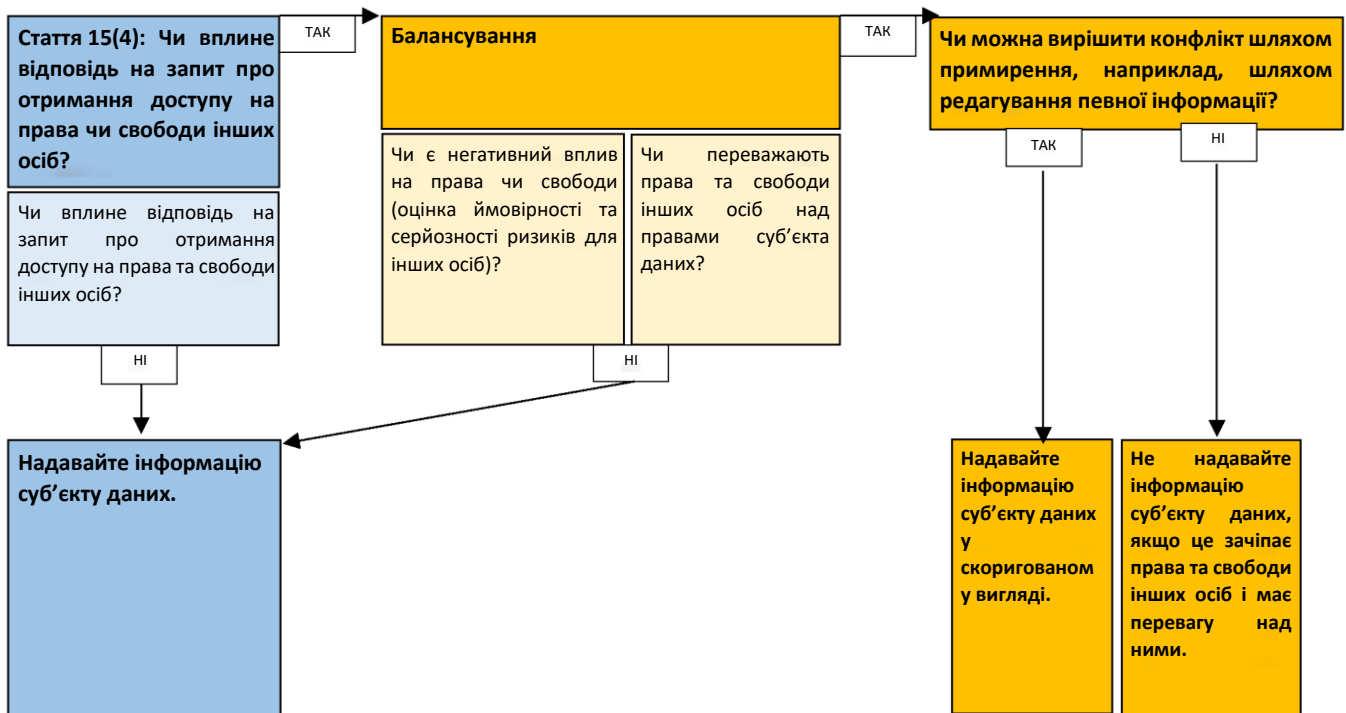 Стаття 15(4): Чи вплине
відповідь на запит про
отримання доступу на
права чи свободи інших
осіб?
ТАК
Балансування
ТАК
Чи можна вирішити конфлікт шляхом
примирення, наприклад, шляхом
редагування певної інформації?
Чи вплине відповідь на
запит про отримання
доступу на права та свободи
інших осіб?
Чи є негативний вплив
на права чи свободи
(оцінка ймовірності та
серйозності ризиків для
інших осіб)?
Чи переважають
права та свободи
інших осіб над
правами суб’єкта
даних?
ТАК
НІ
НІ
НІ
Надавайте інформацію
суб’єкту даних.
Надавайте
інформацію
суб’єкту даних
у
скоригованом
у вигляді.
Не надавайте
інформацію
суб’єкту даних,
якщо це зачіпає
права та свободи
інших осіб і має
перевагу над
ними.